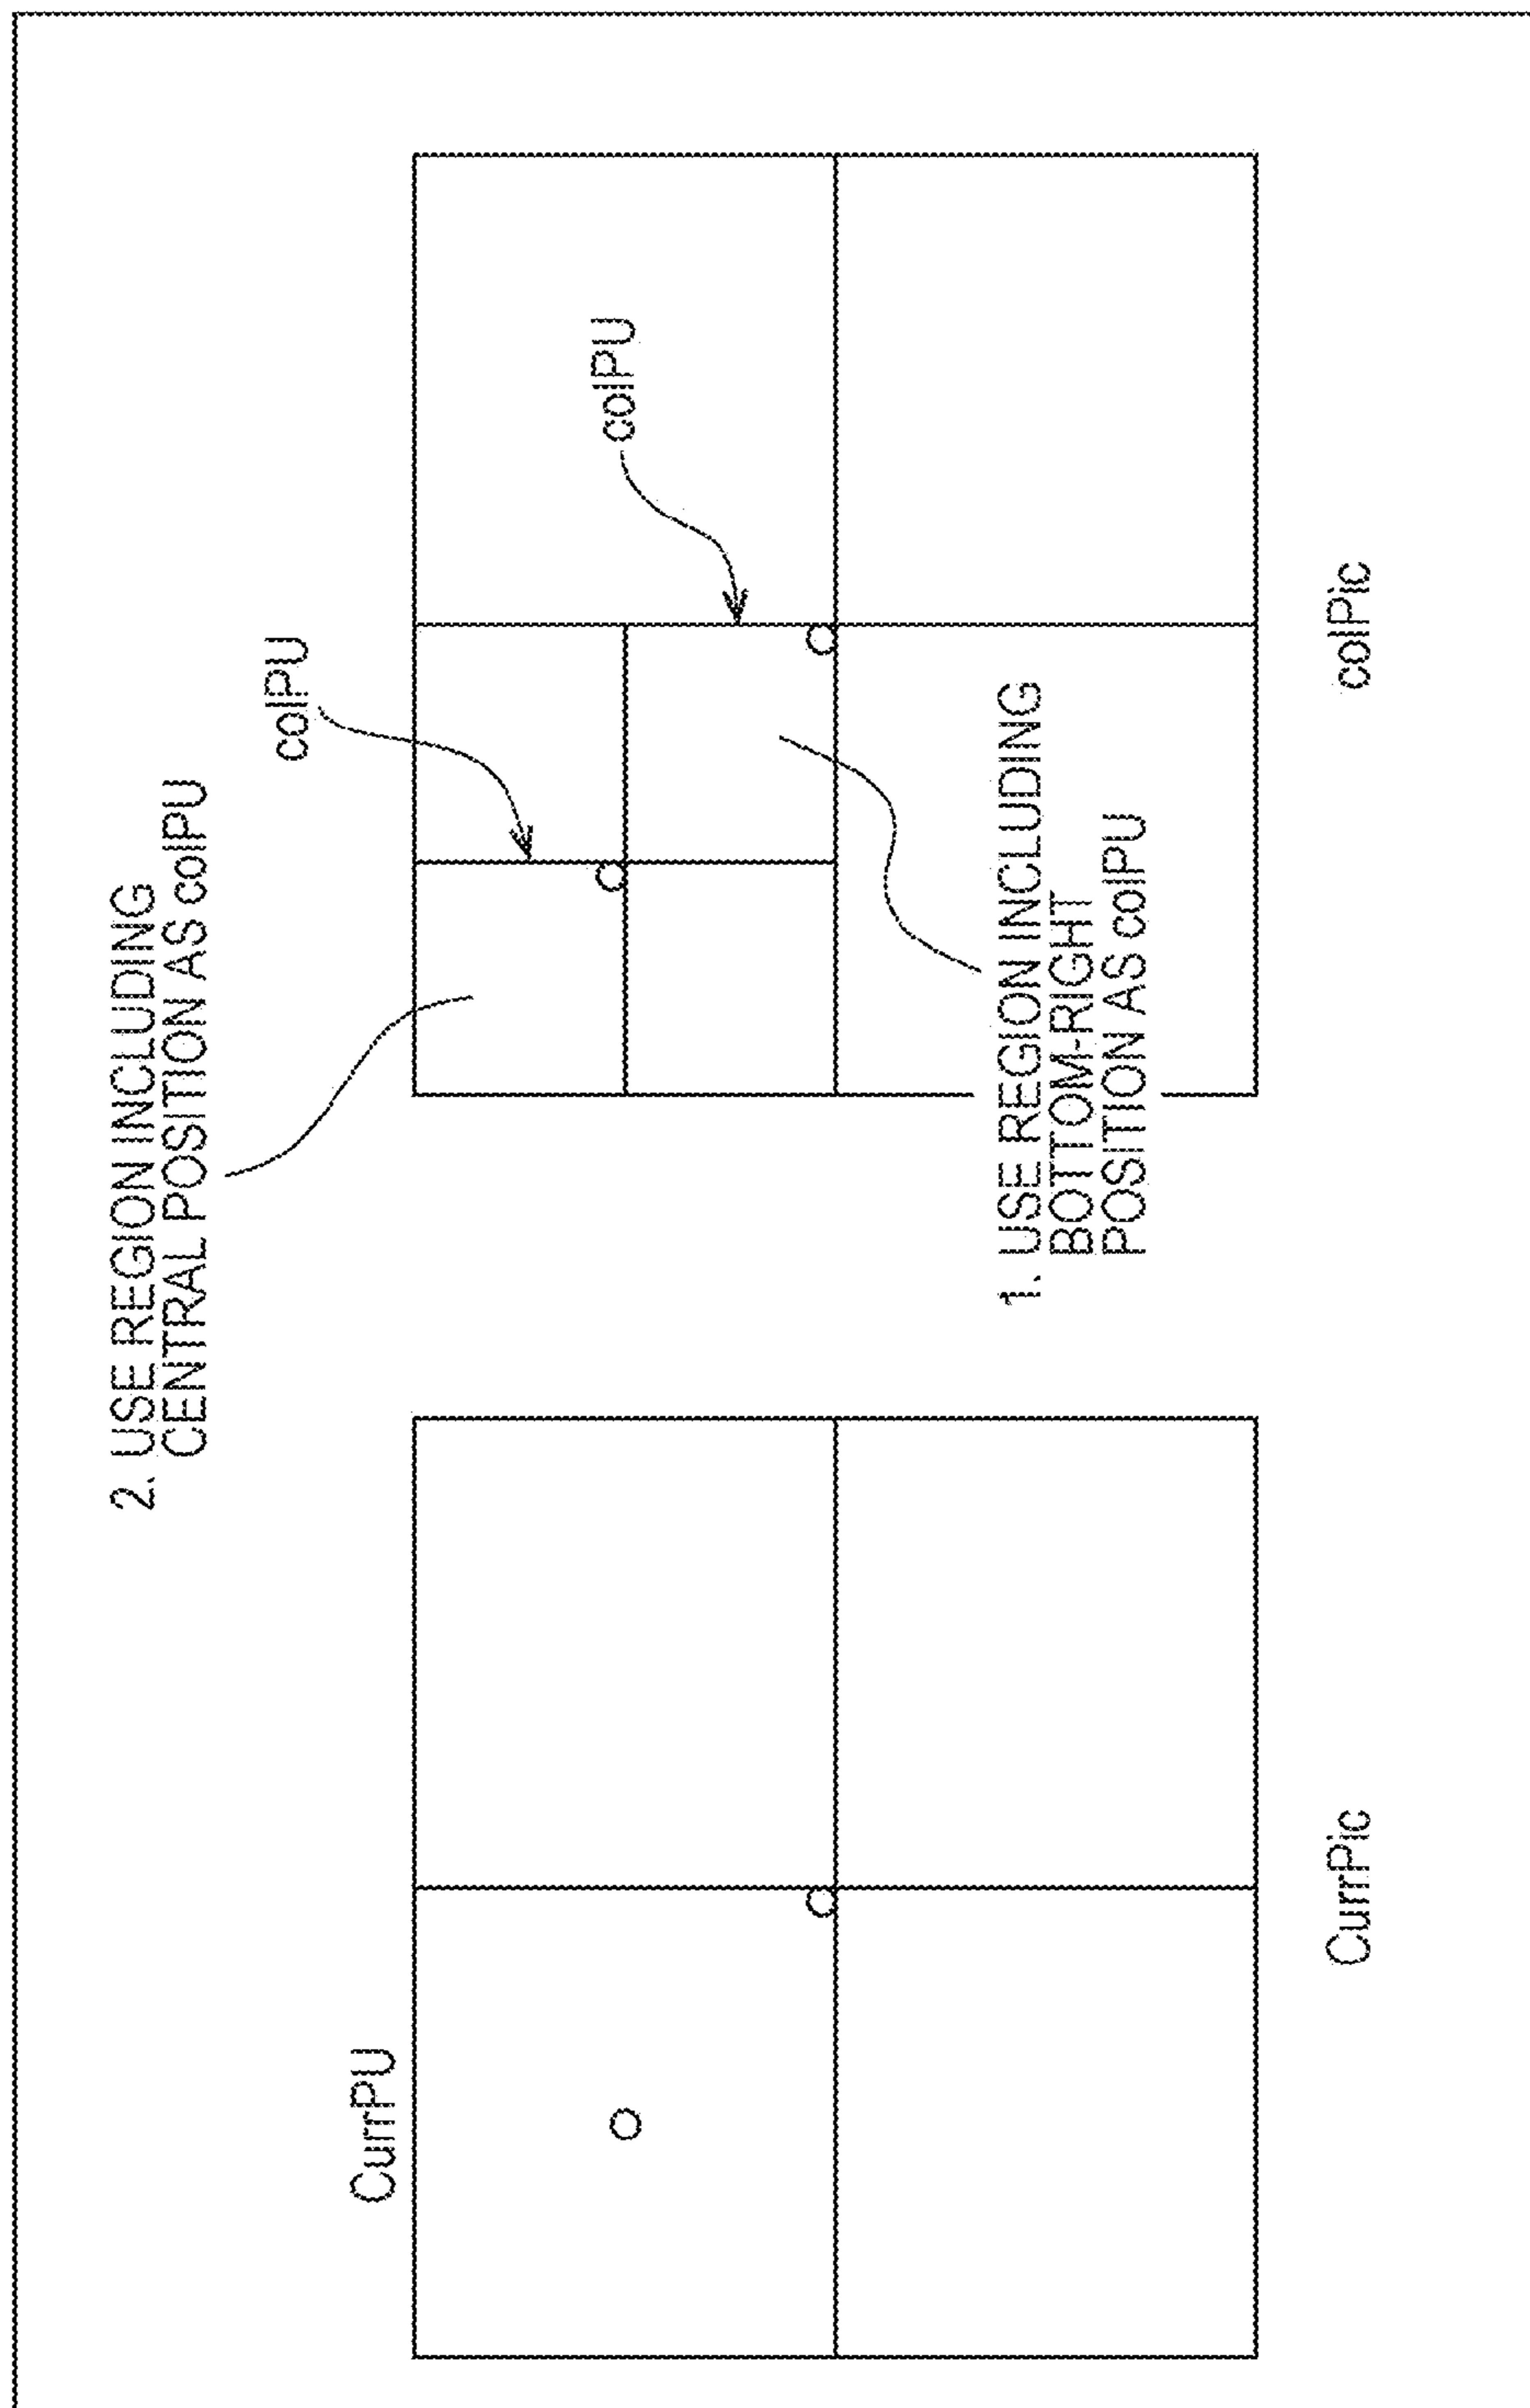 2. USE REGION INCLUDING
CENTRAL POSITION AS colPU
colPU
CurrPU
colPU
1. USE REGION INCLUDING
BOTTOM-RIGHT
POSITION AS colPU
CurrPic
colPic